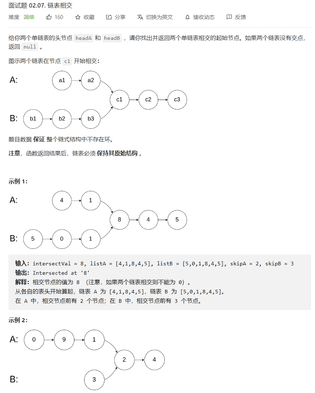 面试题 02.07. 链表相交
难度 简单 160 收藏 分享 切换为英文 接收动态 反馈
给你两个单链表的头节点 headA 和 headB ，请你找出并返回两个单链表相交的起始节点。如果两个链表没有交点，
返回 null 。
图示两个链表在节点 c1 开始相交：
A: a1 a2
c1 c2 c3
B: b1 b2 b3
题目数据 保证 整个链式结构中不存在环。
注意，函数返回结果后，链表必须 保持其原始结构 。
示例 1：
A: 4 1
8 4 5
B: 5 0 1
输入：intersectVal = 8, listA = [4,1,8,4,5], listB = [5,0,1,8,4,5], skipA = 2, skipB = 3
输出：Intersected at '8'
解释：相交节点的值为 8 （注意，如果两个链表相交则不能为 0）。
从各自的表头开始算起，链表 A 为 [4,1,8,4,5]，链表 B 为 [5,0,1,8,4,5]。
在 A 中，相交节点前有 2 个节点；在 B 中，相交节点前有 3 个节点。
示例 2：
A: 0 9 1
2 4
B: 3